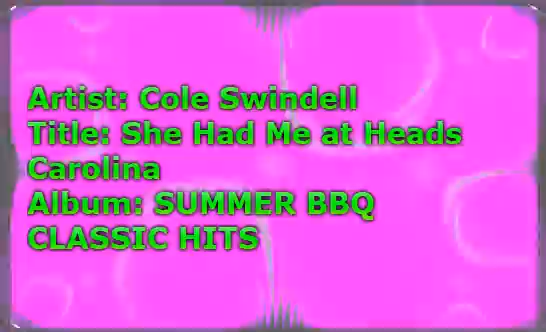 Artist: Cole Swindell
Title: She Had Me at Heads
Carolina
Album: SUMMER BBQ
CLASSIC HITS